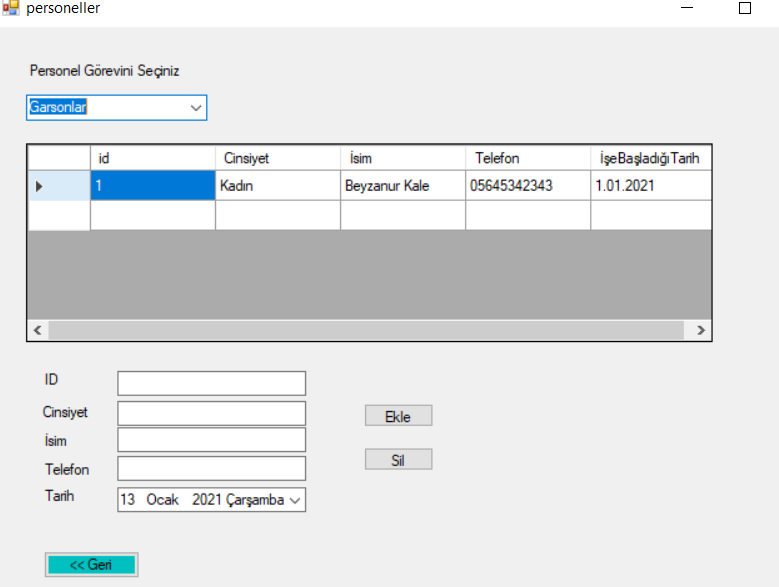 personeller
Personel Görevini Seçiniz
Garsonlar
id Cinsiyet İsim Telefon İşeBaşladığıTarih
1 Kadın Beyzanur Kale 05645342343 1.01.2021
ID
Cinsiyet
Ekle
İsim
Sil
Telefon
Tarih 13 Ocak 2021 Çarşamba
<< Geri